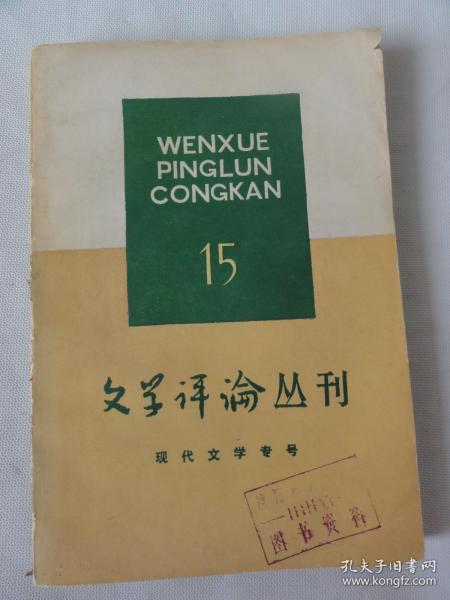 WENXUE
PINGLUN
CONGKAN
15
文学评论丛刊
现代文学专号
图书资料
孔夫子旧书网
www.kongfz.com